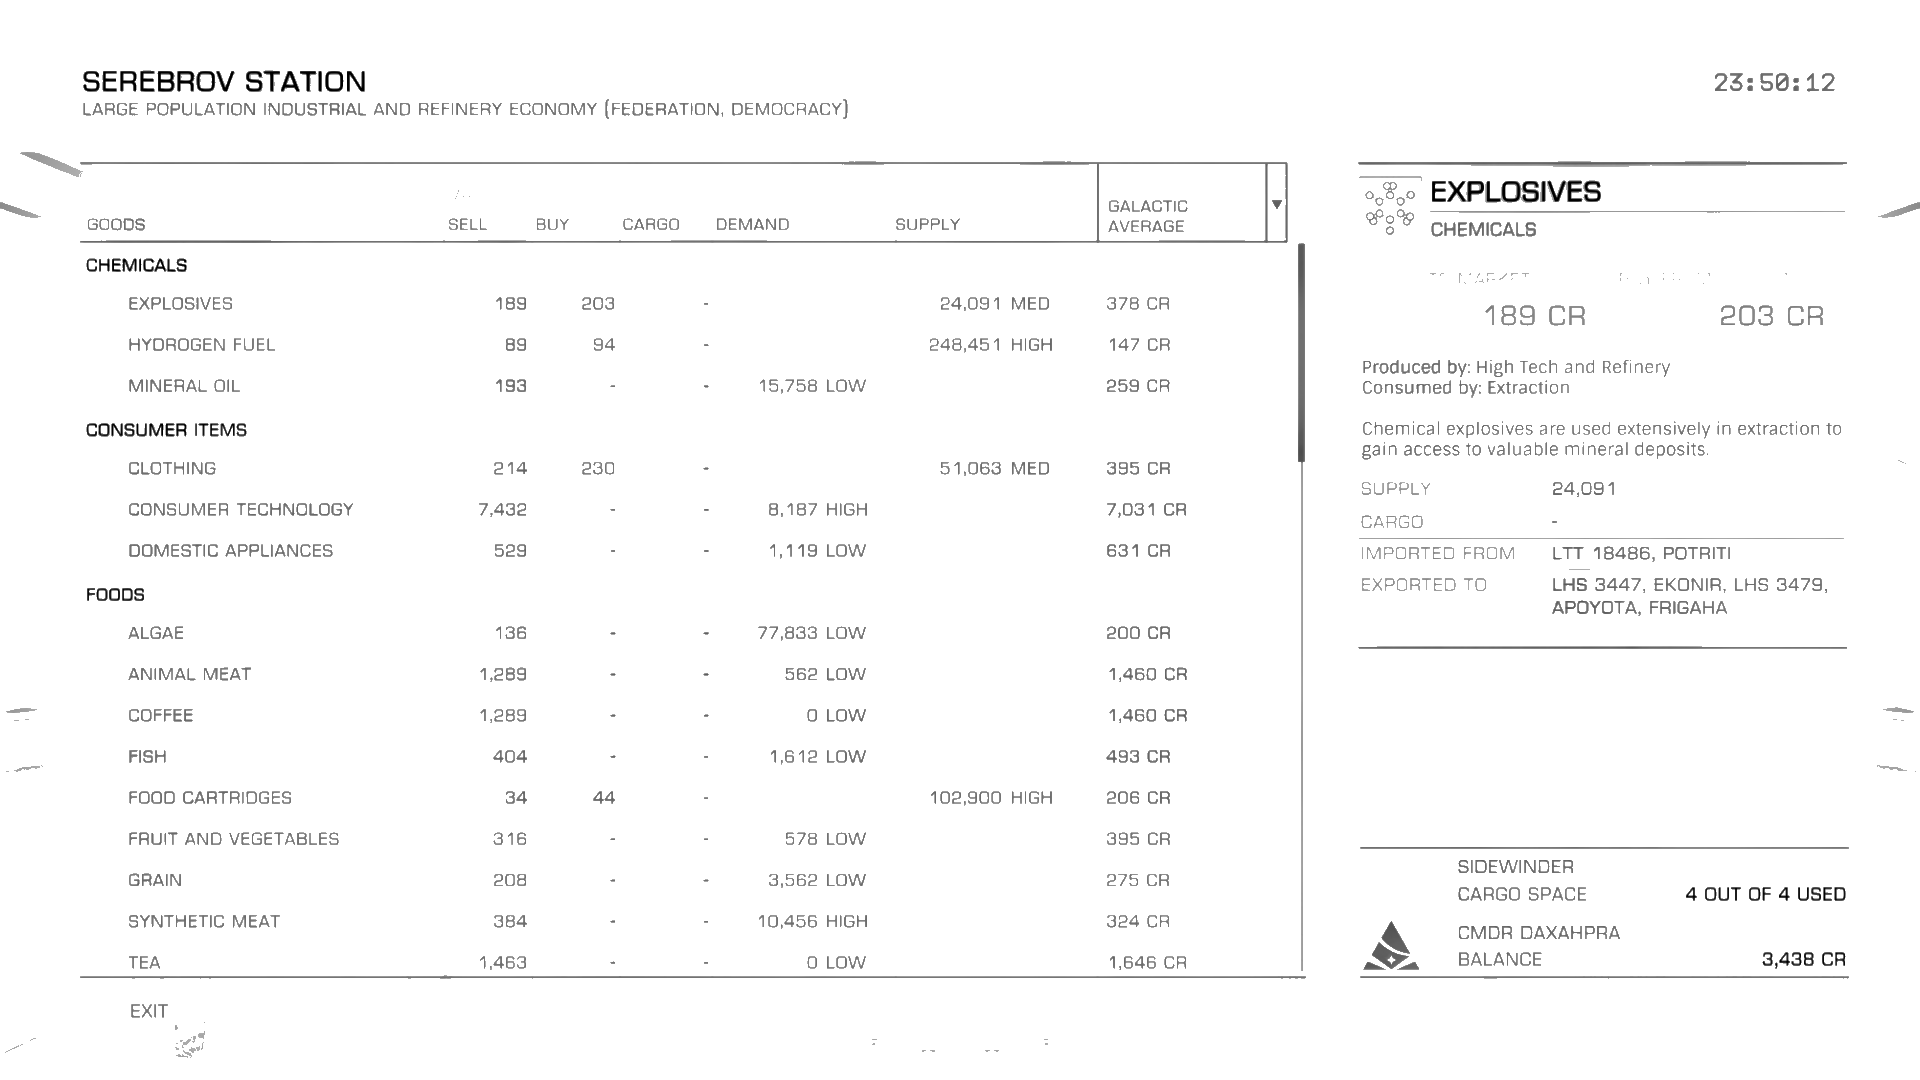 SEREBROV STATION
LARGE POPULATION INDUSTRIAL AND REFINERY ECONOMY (FEDERATION, DEMOCRACY)
23:50:12
GOODS SELL BUY CARGO DEMAND SUPPLY GALACTIC AVERAGE ▼
CHEMICALS
EXPLOSIVES 189 203 - 24,091 MED 378 CR
HYDROGEN FUEL 89 94 - 248,451 HIGH 147 CR
MINERAL OIL 193 - - 15,758 LOW 259 CR
CONSUMER ITEMS
CLOTHING 214 230 - 51,063 MED 395 CR
CONSUMER TECHNOLOGY 7,432 - - 8,187 HIGH 7,031 CR
DOMESTIC APPLIANCES 529 - - 1,119 LOW 631 CR
FOODS
ALGAE 136 - - 77,833 LOW 200 CR
ANIMAL MEAT 1,289 - - 562 LOW 1,460 CR
COFFEE 1,289 - - 0 LOW 1,460 CR
FISH 404 - - 1,612 LOW 493 CR
FOOD CARTRIDGES 34 44 - 102,900 HIGH 206 CR
FRUIT AND VEGETABLES 316 - - 578 LOW 395 CR
GRAIN 208 - - 3,562 LOW 275 CR
SYNTHETIC MEAT 384 - - 10,456 HIGH 324 CR
TEA 1,463 - - 0 LOW 1,646 CR
EXIT
EXPLOSIVES
CHEMICALS
189 CR 203 CR
Produced by: High Tech and Refinery
Consumed by: Extraction
Chemical explosives are used extensively in extraction to
gain access to valuable mineral deposits.
SUPPLY 24,091
CARGO -
IMPORTED FROM LTT 18486, POTRITI
EXPORTED TO LHS 3447, EKONIR, LHS 3479,
APOYOTA, FRIGAHA
SIDEWINDER
CARGO SPACE 4 OUT OF 4 USED
CMDR DAXAHPRA
BALANCE 3,438 CR